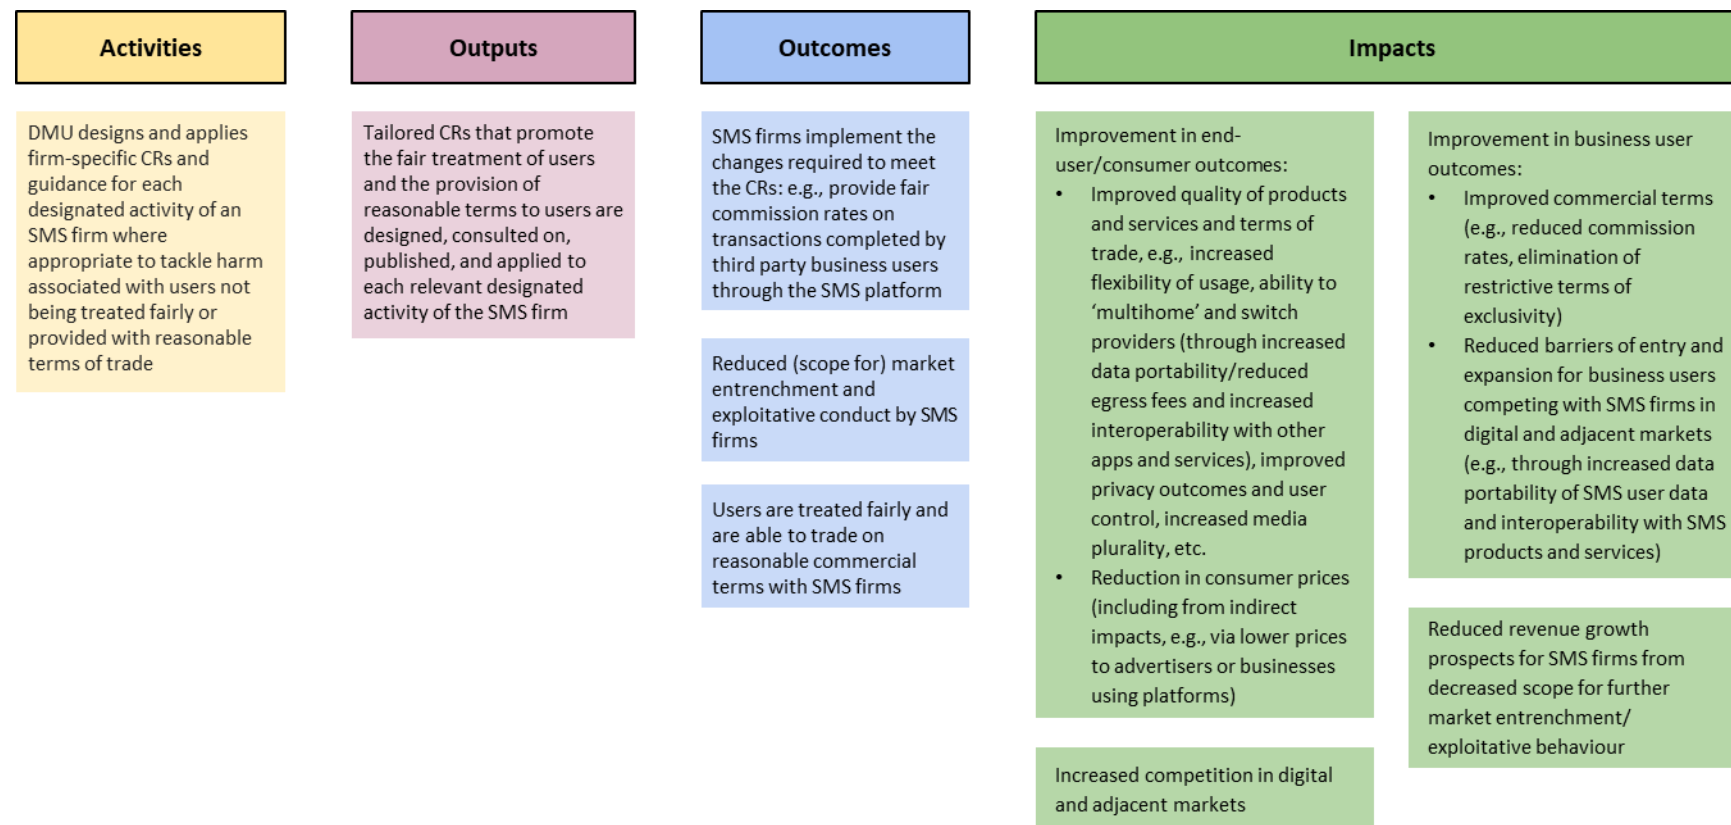 Activities
Outputs
Outcomes
Impacts
DMU designs and applies
firm-specific CRs and
guidance for each
designated activity of an
SMS firm where
appropriate to tackle harm
associated with users not
being treated fairly or
provided with reasonable
terms of trade
Tailored CRs that promote
the fair treatment of users
and the provision of
reasonable terms to users are
designed, consulted on,
published, and applied to
each relevant designated
activity of the SMS firm
SMS firms implement the
changes required to meet
the CRs: e.g., provide fair
commission rates on
transactions completed by
third party business users
through the SMS platform
Reduced (scope for) market
entrenchment and
exploitative conduct by SMS
firms
Users are treated fairly and
are able to trade on
reasonable commercial
terms with SMS firms
Improvement in end-
user/consumer outcomes:
• Improved quality of products
and services and terms of
trade, e.g., increased
flexibility of usage, ability to
‘multihome’ and switch
providers (through increased
data portability/reduced
egress fees and increased
interoperability with other
apps and services), improved
privacy outcomes and user
control, increased media
plurality, etc.
• Reduction in consumer prices
(including from indirect
impacts, e.g., via lower prices
to advertisers or businesses
using platforms)
Increased competition in digital
and adjacent markets
Improvement in business user
outcomes:
• Improved commercial terms
(e.g., reduced commission
rates, elimination of
restrictive terms of
exclusivity)
• Reduced barriers of entry and
expansion for business users
competing with SMS firms in
digital and adjacent markets
(e.g., through increased data
portability of SMS user data
and interoperability with SMS
products and services)
Reduced revenue growth
prospects for SMS firms from
decreased scope for further
market entrenchment/
exploitative behaviour